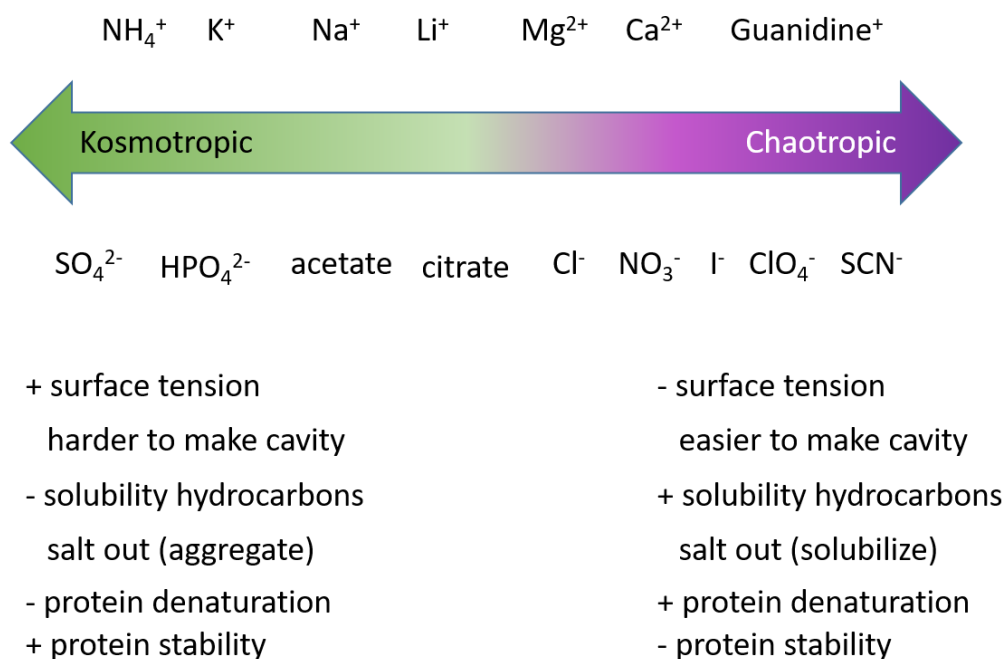 NH₄⁺ K⁺ Na⁺ Li⁺ Mg²⁺ Ca²⁺ Guanidine⁺
Kosmotropic Chaotropic
SO₄²⁻ HPO₄²⁻ acetate citrate Cl⁻ NO₃⁻ I⁻ ClO₄⁻ SCN⁻
+ surface tension
harder to make cavity
- solubility hydrocarbons
salt out (aggregate)
- protein denaturation
+ protein stability
- surface tension
easier to make cavity
+ solubility hydrocarbons
salt out (solubilize)
+ protein denaturation
- protein stability